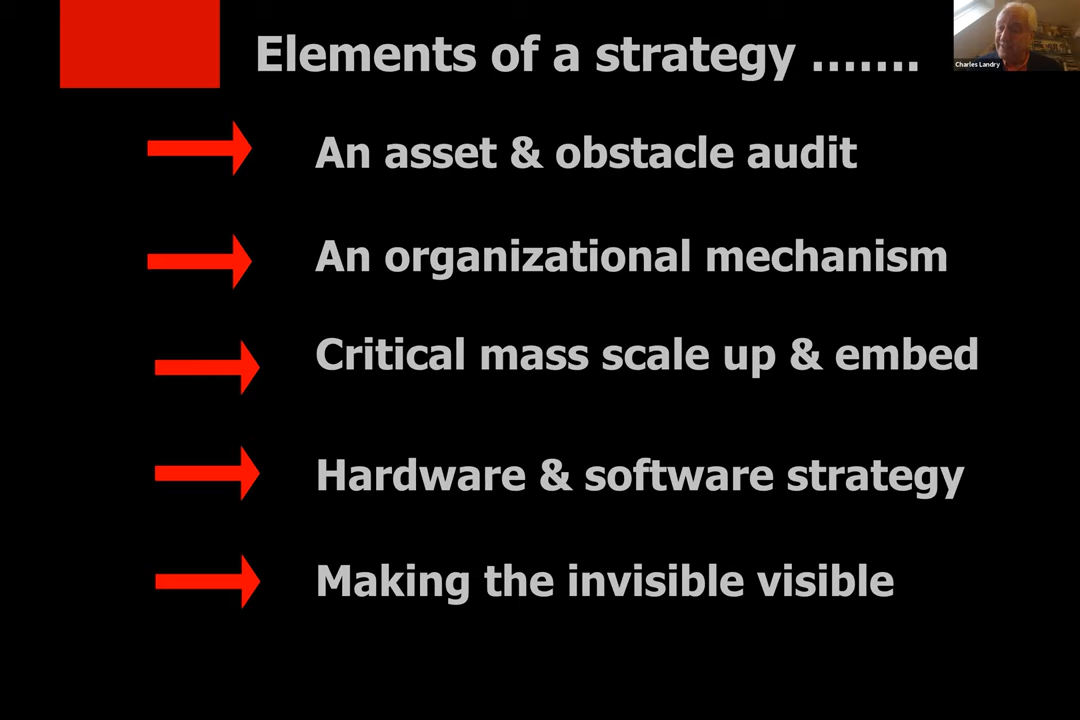 Elements of a strategy .......
Charles Landry
An asset & obstacle audit
An organizational mechanism
Critical mass scale up & embed
Hardware & software strategy
Making the invisible visible